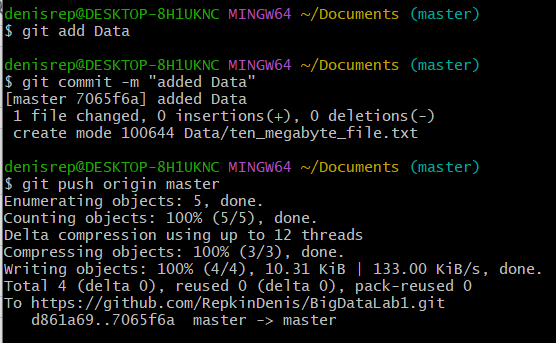 denisrep@DESKTOP-8H1UKNC MINGW64 ~/Documents (master)
$ git add Data
denisrep@DESKTOP-8H1UKNC MINGW64 ~/Documents (master)
$ git commit -m "added Data"
[master 7065f6a] added Data
 1 file changed, 0 insertions(+), 0 deletions(-)
 create mode 100644 Data/ten_megabyte_file.txt
denisrep@DESKTOP-8H1UKNC MINGW64 ~/Documents (master)
$ git push origin master
Enumerating objects: 5, done.
Counting objects: 100% (5/5), done.
Delta compression using up to 12 threads
Compressing objects: 100% (3/3), done.
Writing objects: 100% (4/4), 10.31 KiB | 133.00 KiB/s, done.
Total 4 (delta 0), reused 0 (delta 0), pack-reused 0
To https://github.com/RepkinDenis/BigDataLab1.git
   d861a69..7065f6a  master -> master